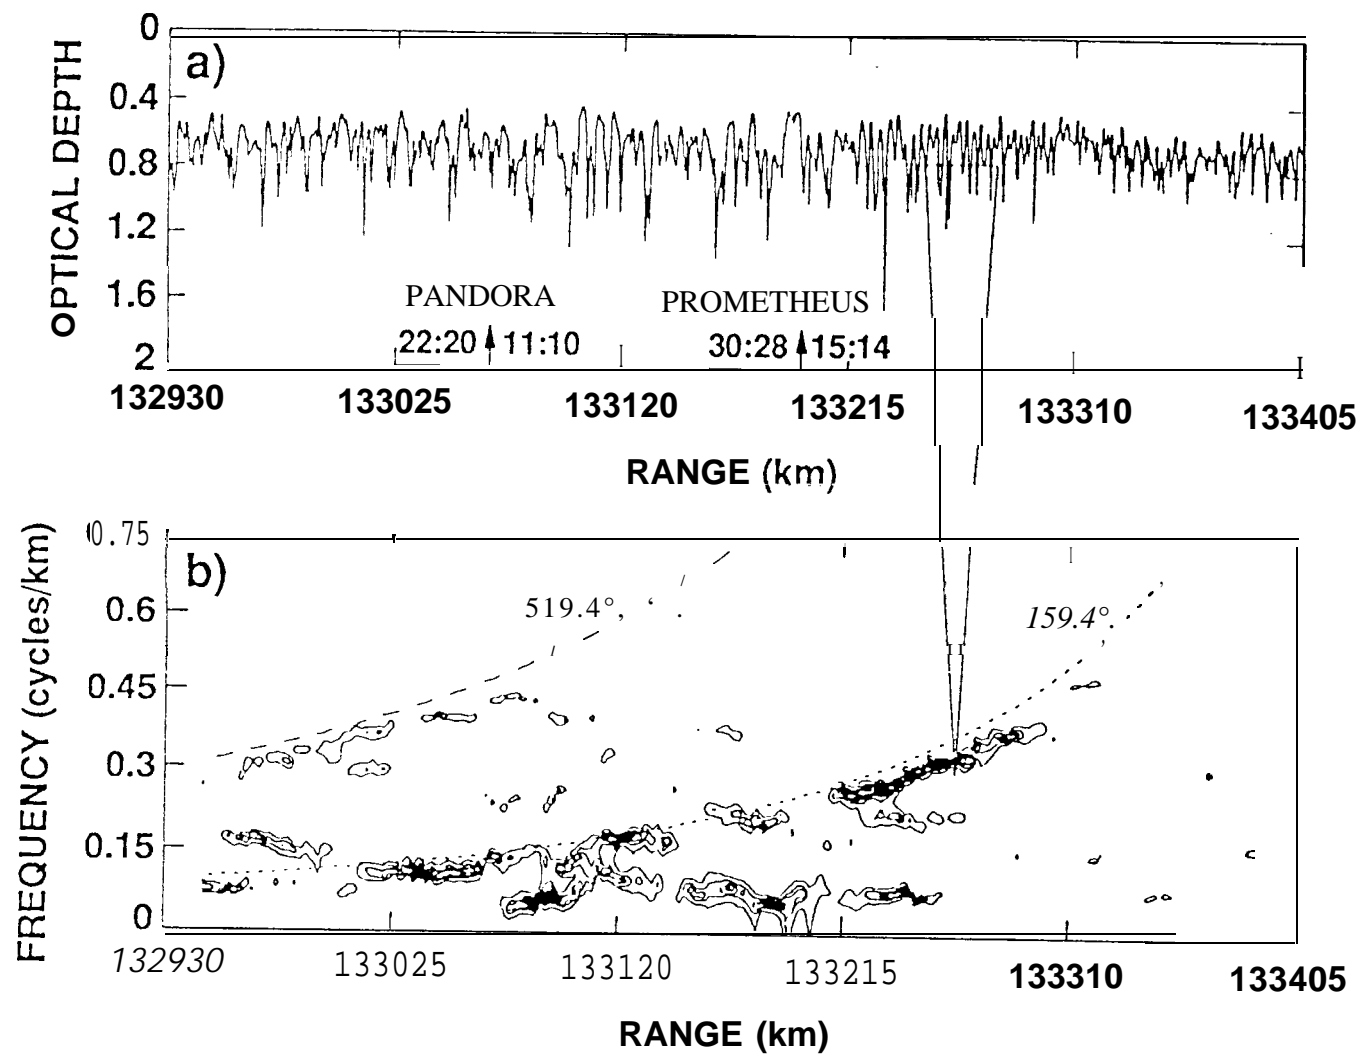 0
a)
0.4
0.8
1.2
1.6
2
OPTICAL DEPTH
PANDORA PROMETHEUS
22:20 11:10 30:28 15:14
132930 133025 133120 133215 133310 133405
RANGE (km)
0.75
b)
0.6
0.45
0.3
0.15
0
FREQUENCY (cycles/km)
519.4°, 159.4°.
132930 133025 133120 133215 133310 133405
RANGE (km)